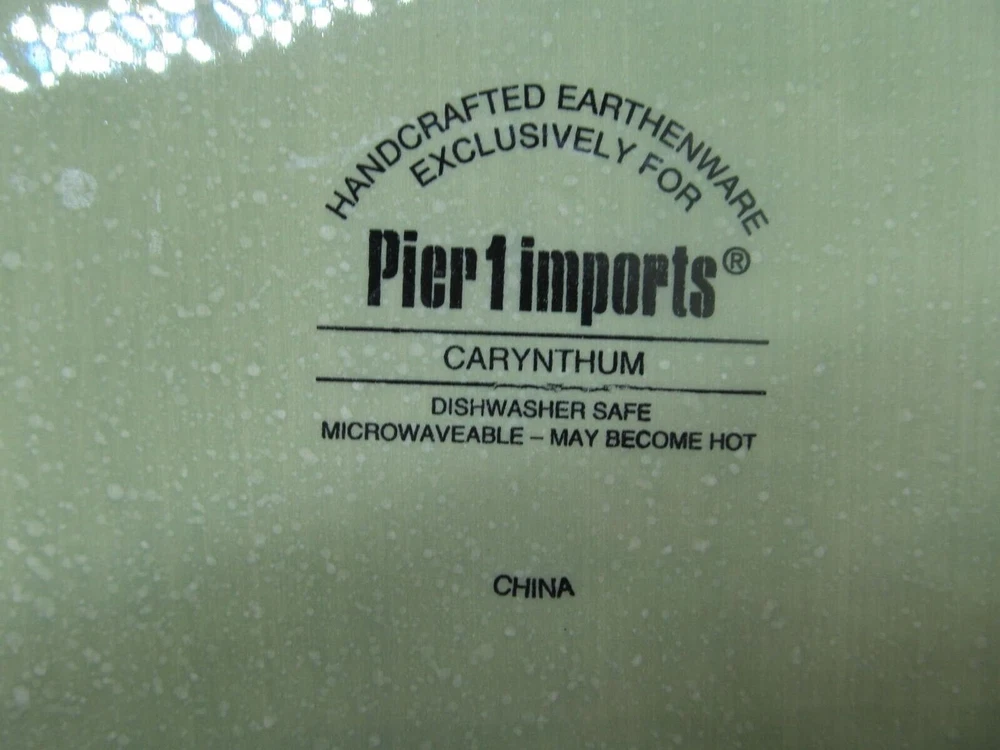 HANDCRAFTED EARTHENWARE
EXCLUSIVELY FOR
Pier 1 imports®
CARYNTHUM
DISHWASHER SAFE
MICROWAVEABLE – MAY BECOME HOT
CHINA